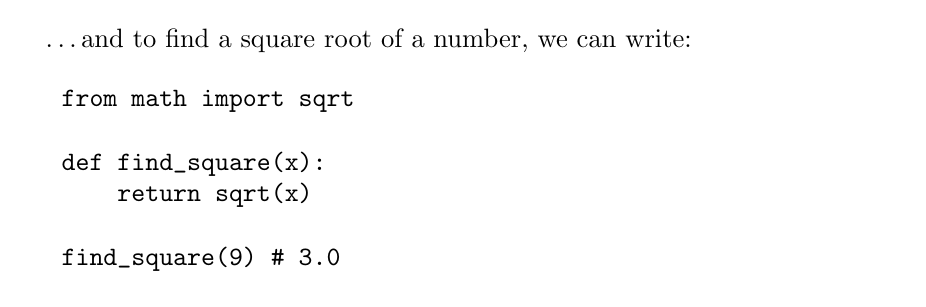 ...and to find a square root of a number, we can write:
from math import sqrt
def find_square(x):
    return sqrt(x)
find_square(9) # 3.0